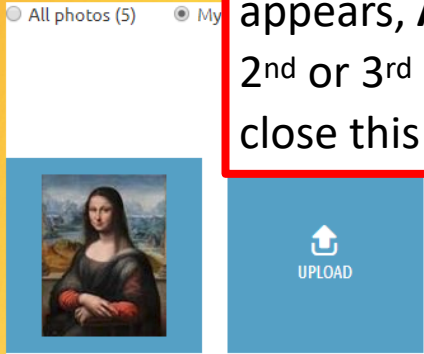 All photos (5) My
appears,
2nd or 3rd
close this
UPLOAD